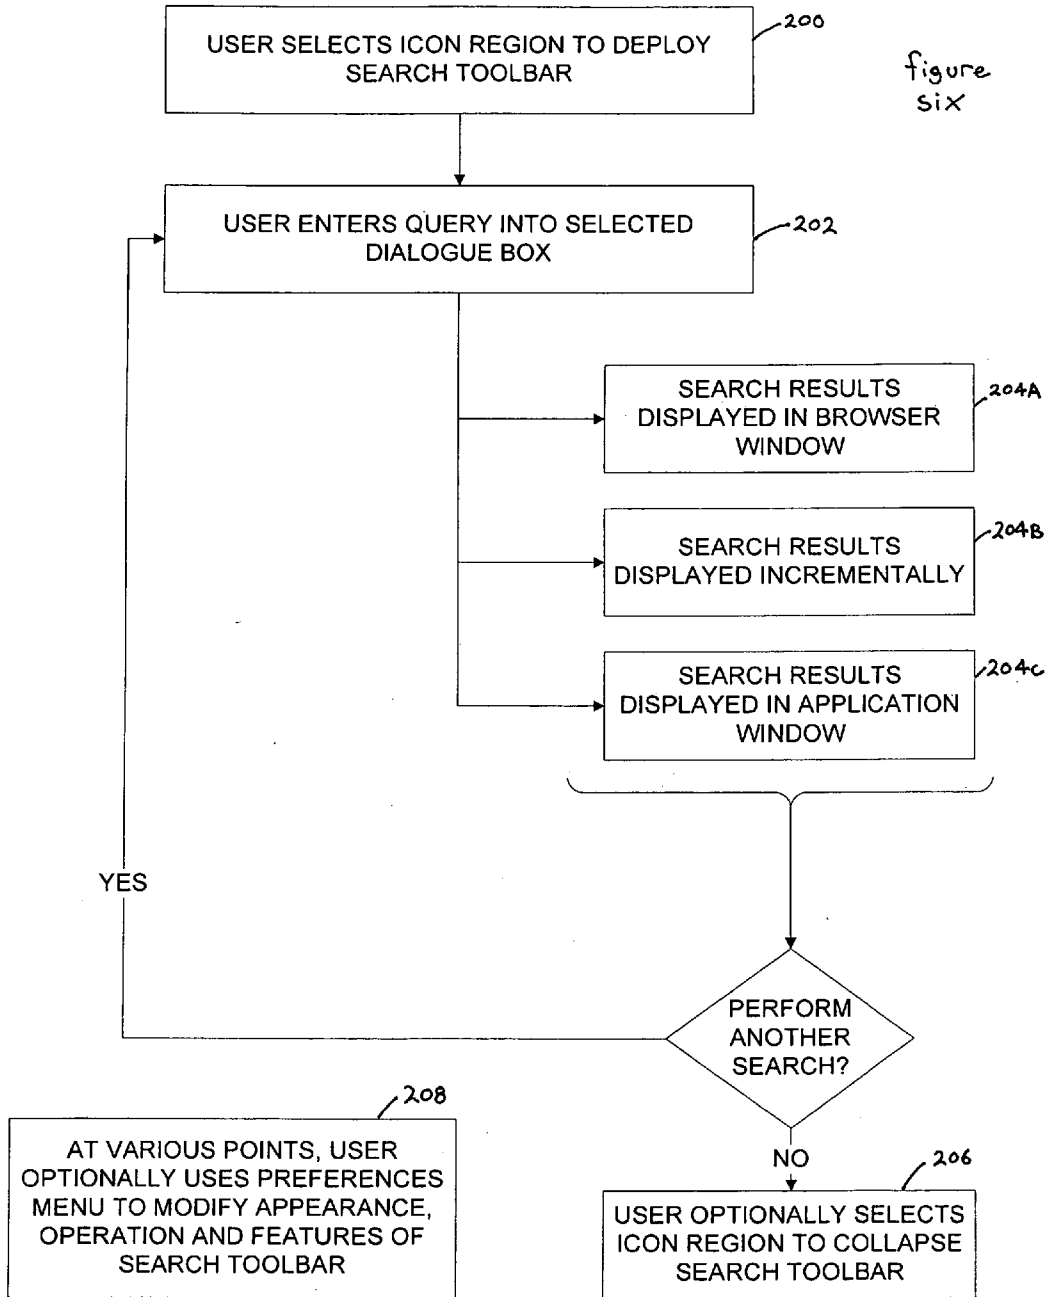 USER SELECTS ICON REGION TO DEPLOY
SEARCH TOOLBAR
200
figure
six
USER ENTERS QUERY INTO SELECTED
DIALOGUE BOX
202
SEARCH RESULTS
DISPLAYED IN BROWSER
WINDOW
204A
SEARCH RESULTS
DISPLAYED INCREMENTALLY
204B
SEARCH RESULTS
DISPLAYED IN APPLICATION
WINDOW
204C
YES
PERFORM
ANOTHER
SEARCH?
NO
208
AT VARIOUS POINTS, USER
OPTIONALLY USES PREFERENCES
MENU TO MODIFY APPEARANCE,
OPERATION AND FEATURES OF
SEARCH TOOLBAR
206
USER OPTIONALLY SELECTS
ICON REGION TO COLLAPSE
SEARCH TOOLBAR